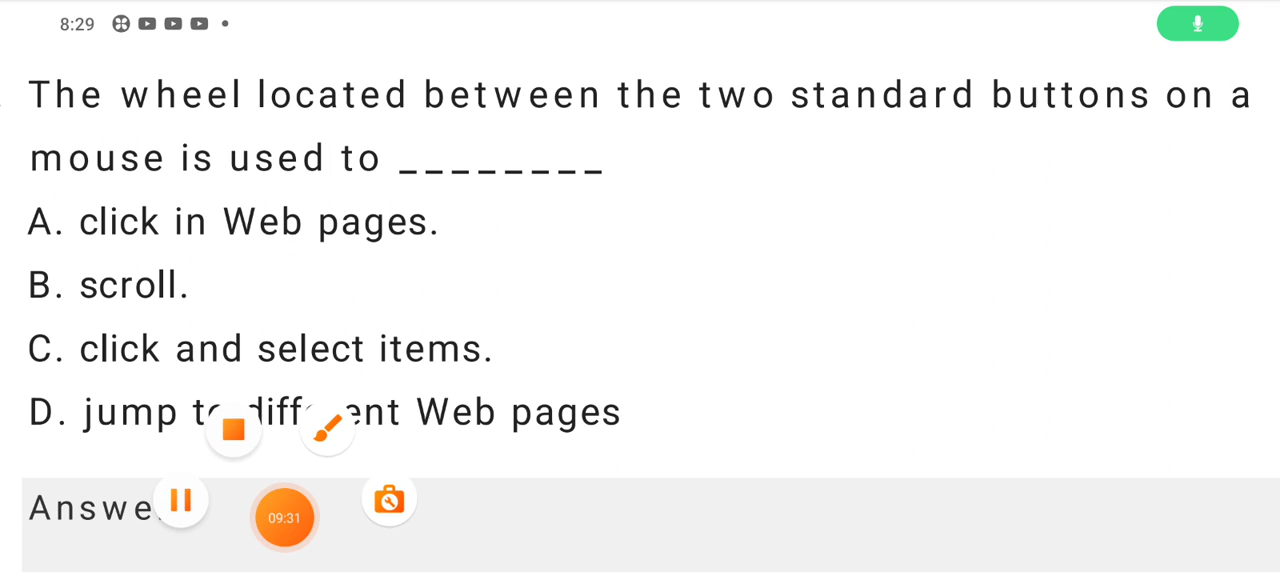 8:29
The wheel located between the two standard buttons on a
mouse is used to ________
A. click in Web pages.
B. scroll.
C. click and select items.
D. jump Web pages
09:31